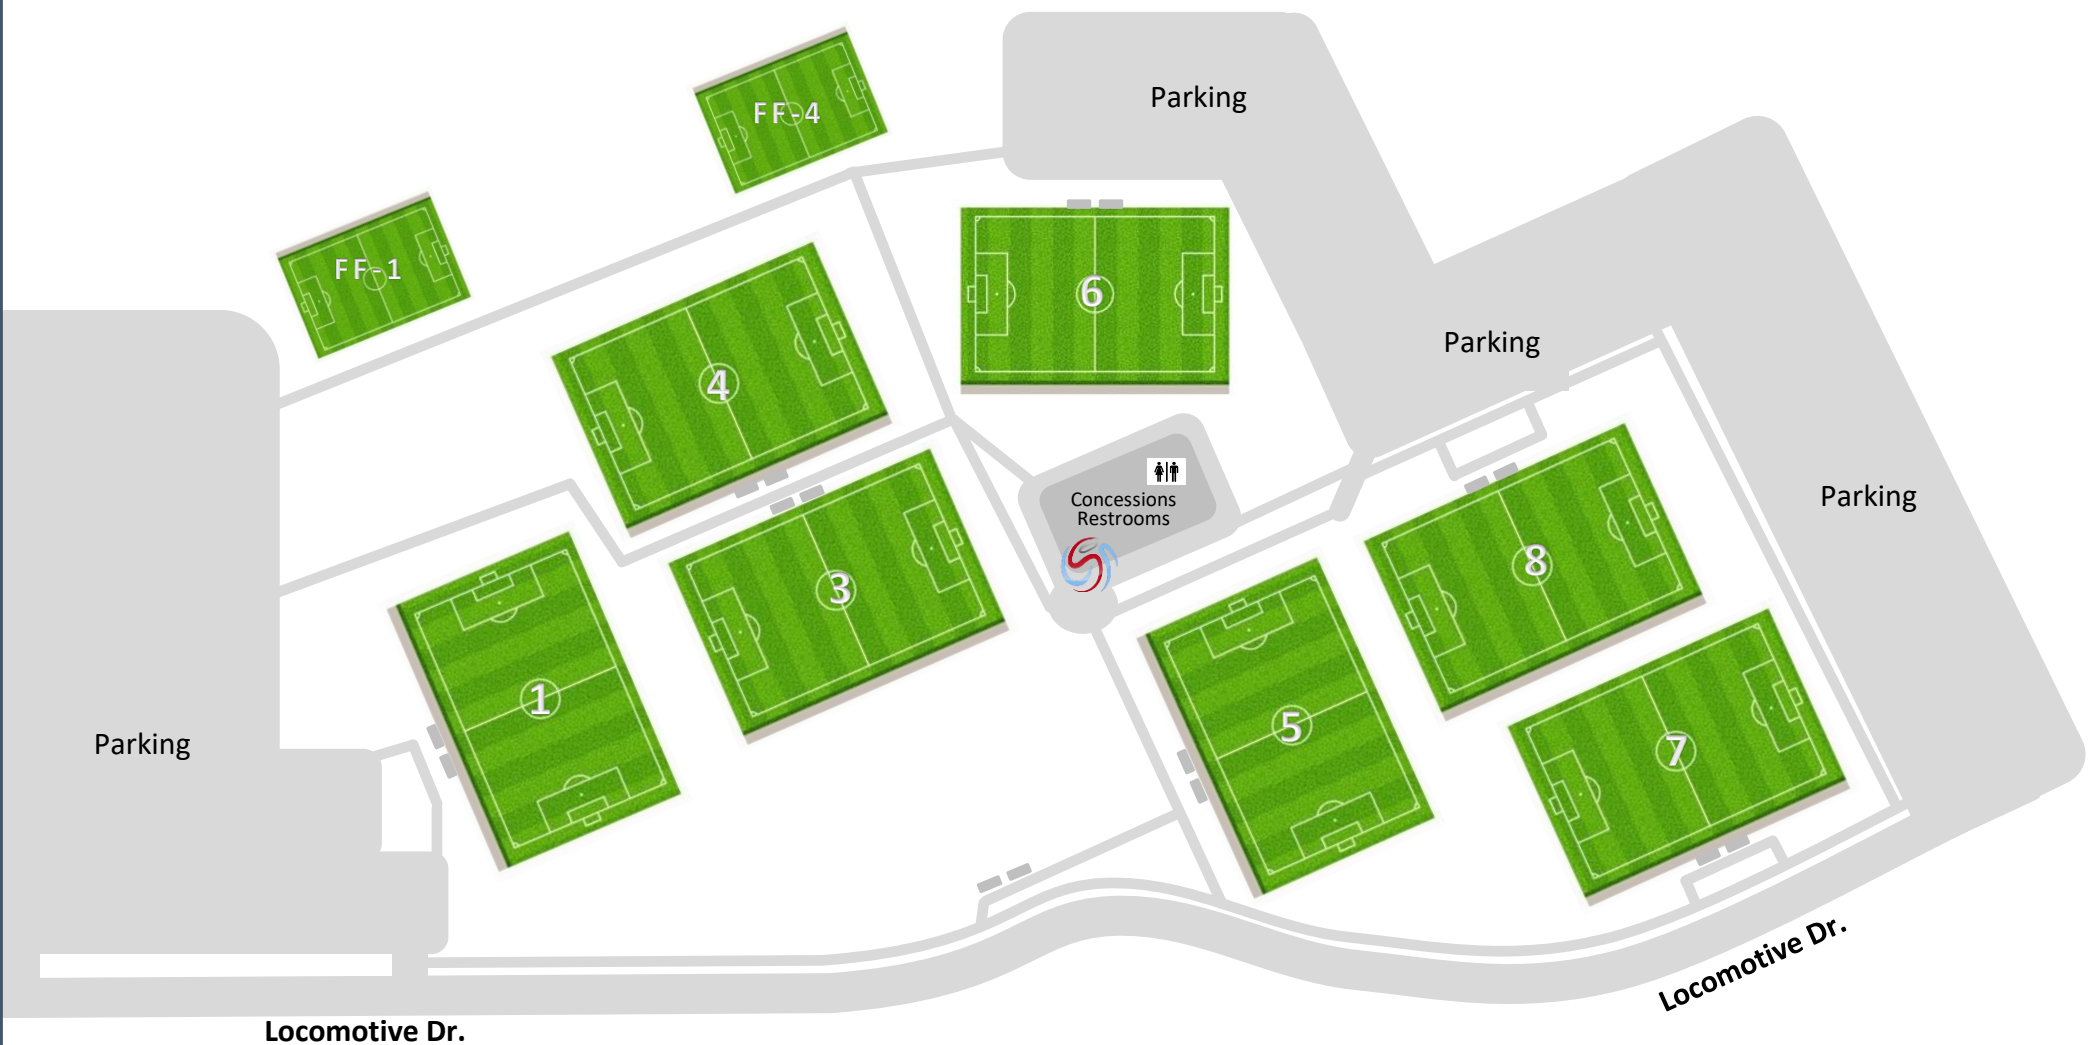 Parking
FF-4
FF-1
6
4
Parking
Concessions
Restrooms
Parking
8
3
1
5
7
Parking
Locomotive Dr.
Locomotive Dr.